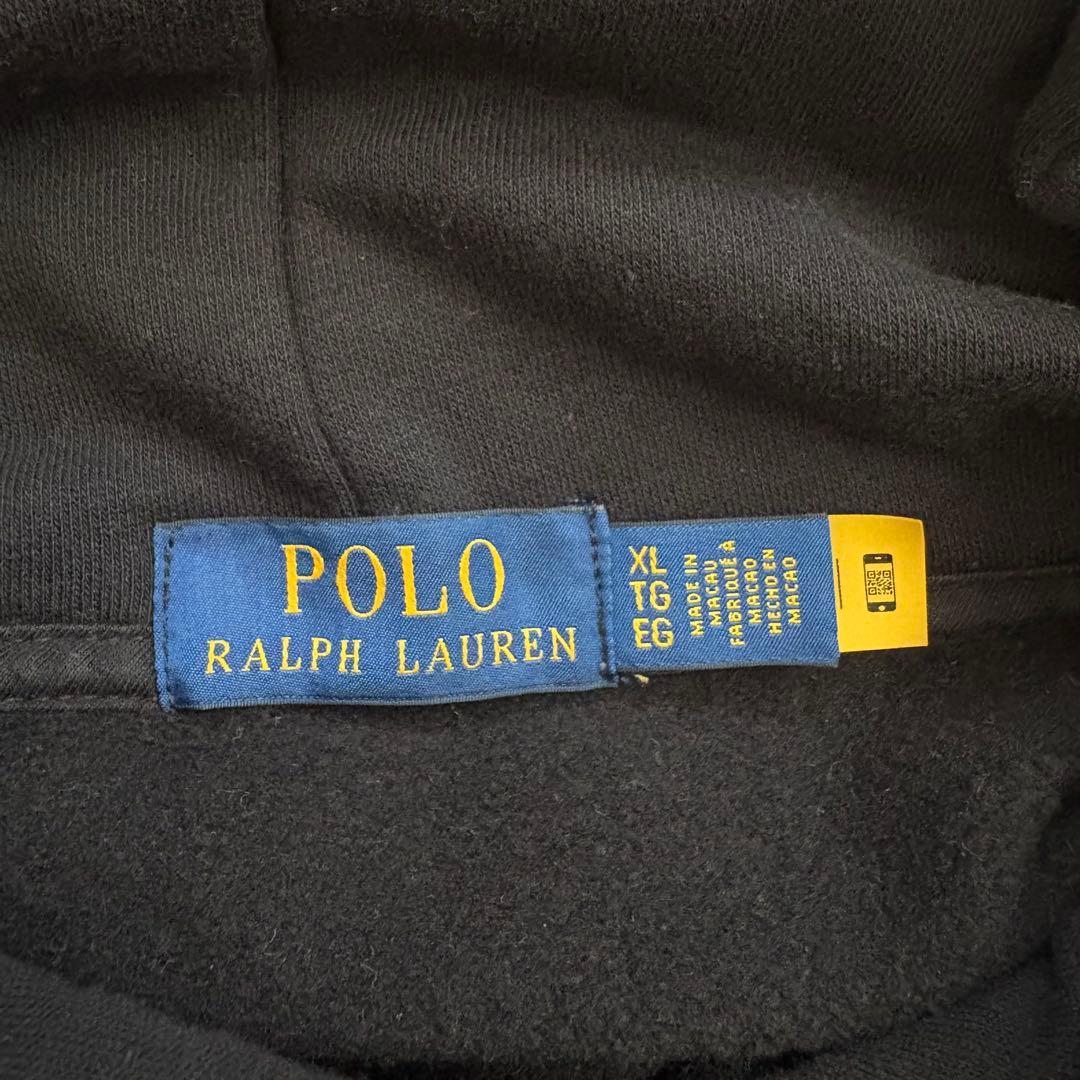 POLO
RALPH LAUREN
XL
TG
EG
MADE IN
MACAU
FABRIQUÉ À
MACAO
HECHO EN
MACAO